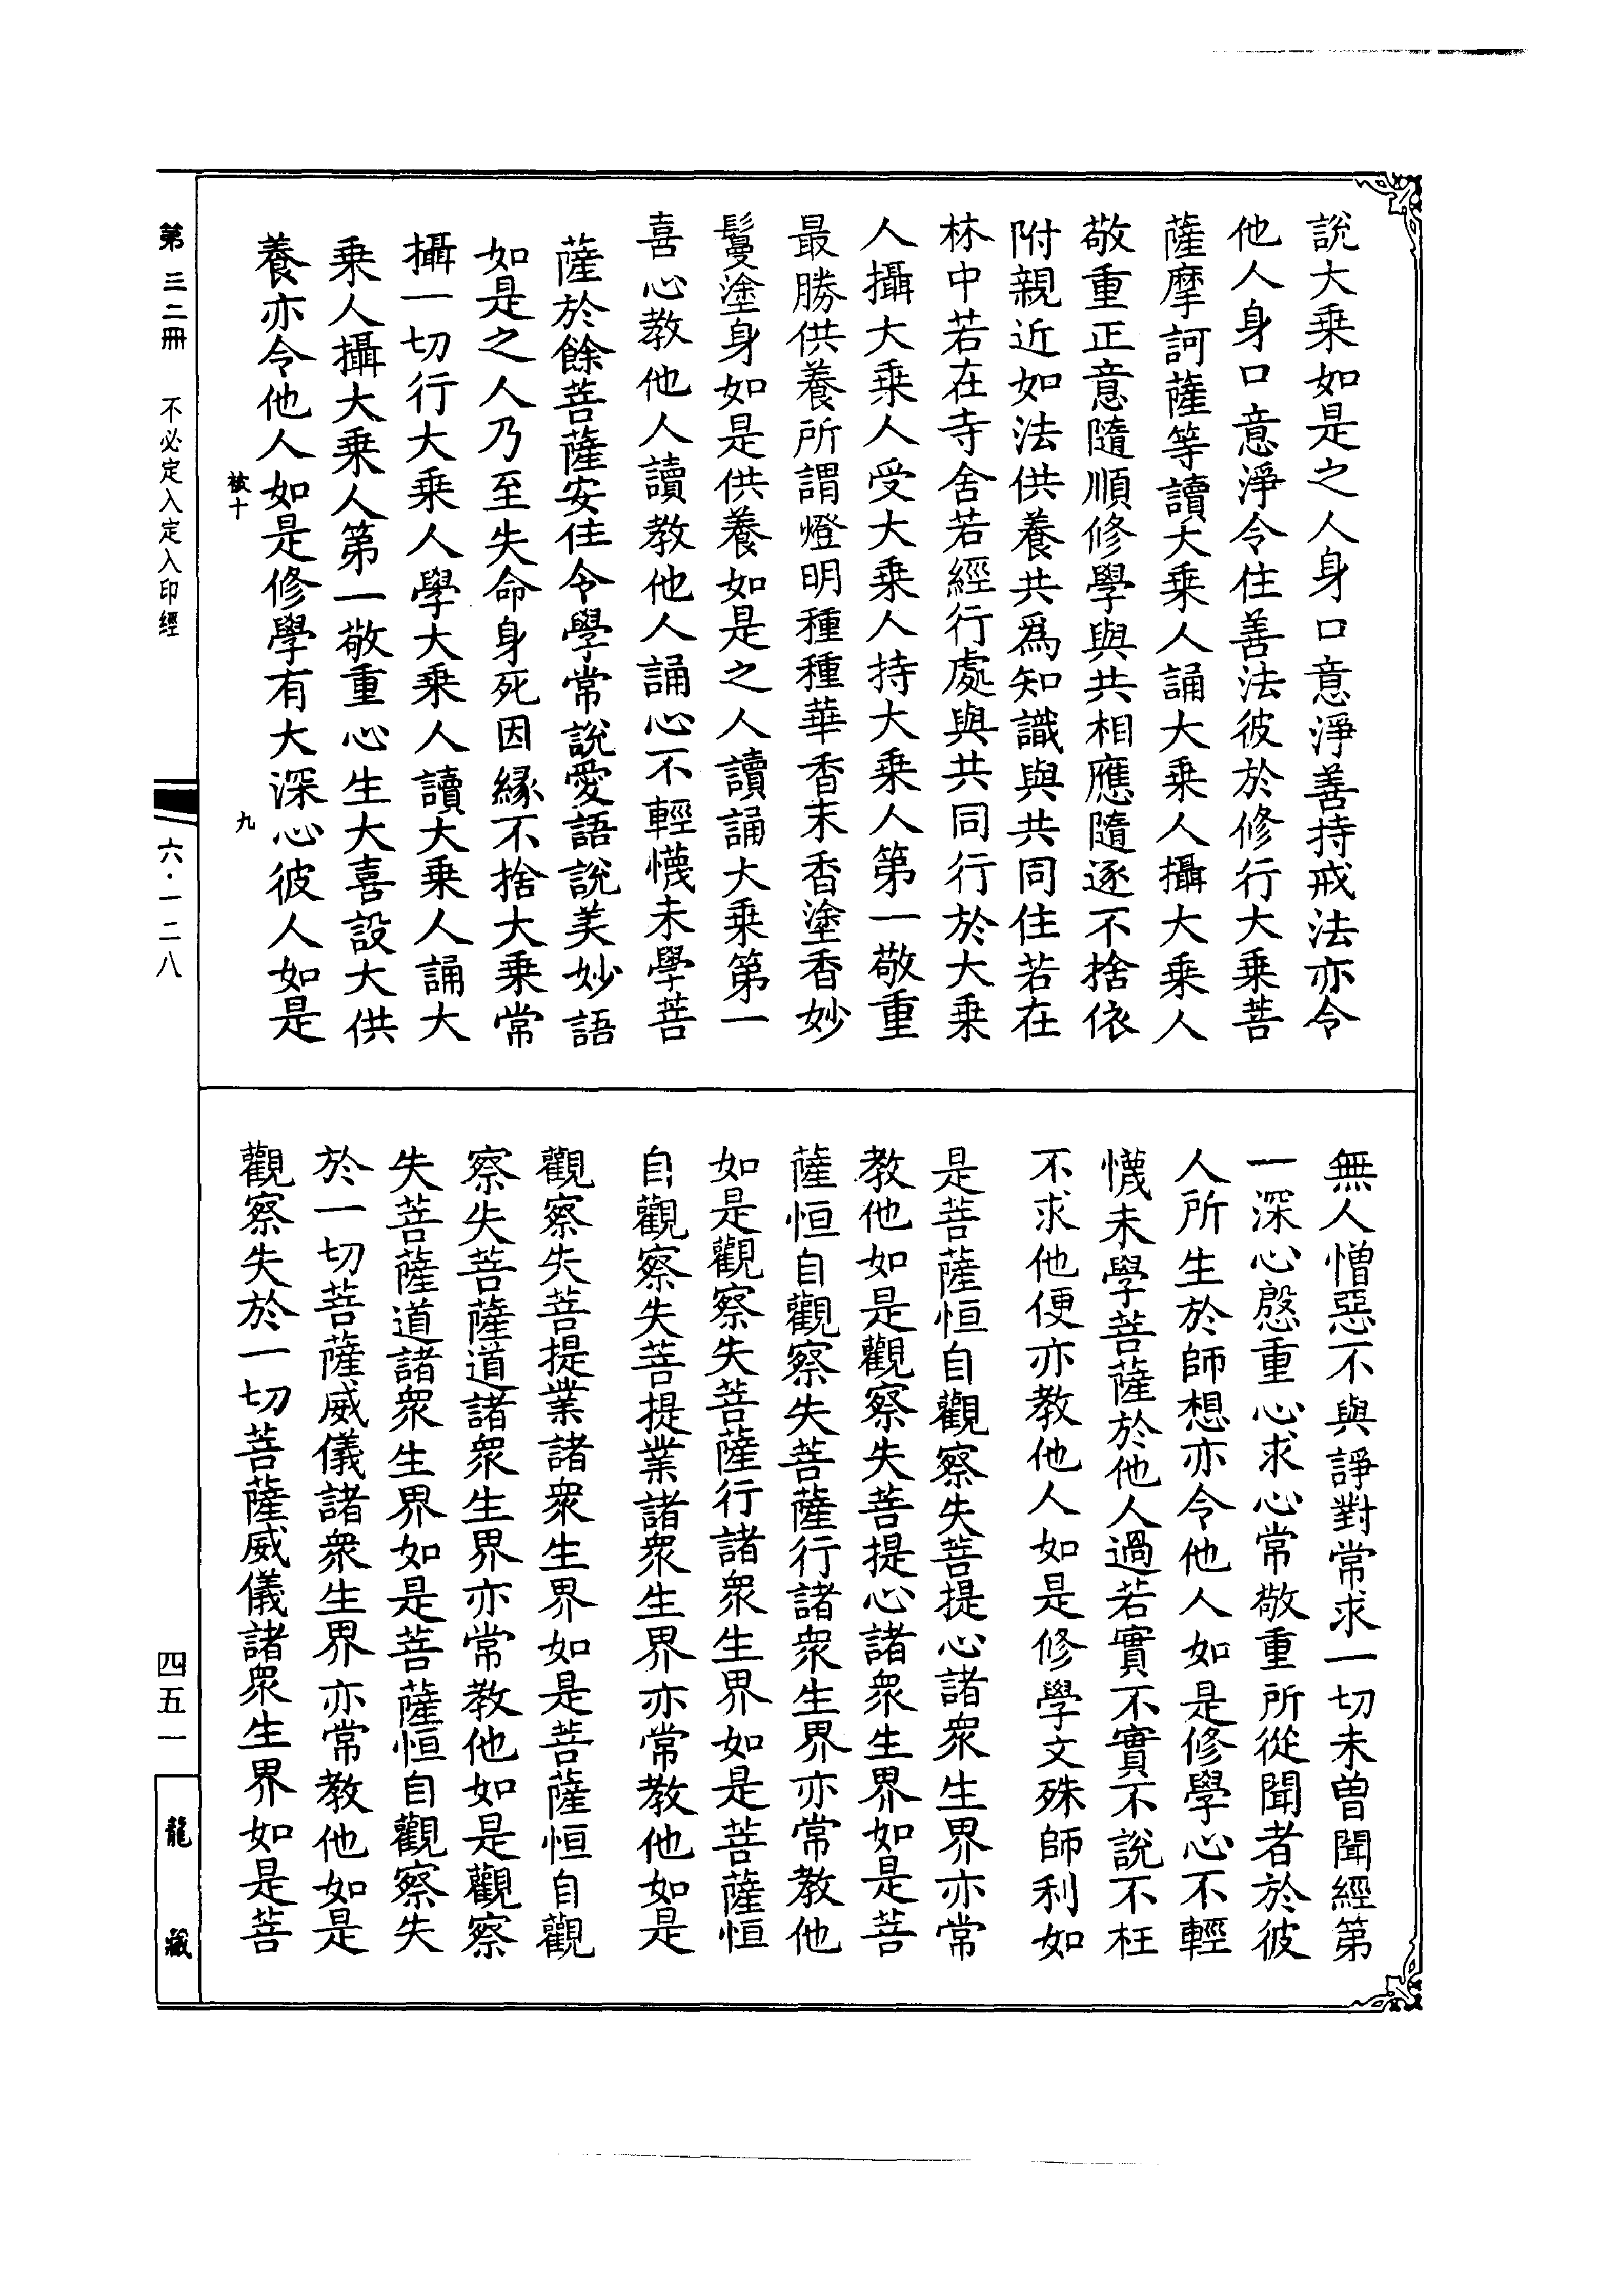 說大乗如是之人身口意淨善持戒法亦令
他人身口意淨令住善法彼於修行大乗菩
薩摩訶薩等讀大乗人誦大乗人攝大乗人
敬重正意隨順修學與共相應隨逐不捨依
附親近如法供養共爲知識與共同住若在
林中若在寺舍若經行處與共同行於大乗
人攝大乗人受大乗人持大乗人第一敬重
最勝供養所謂燈明種種華香末香塗香妙
鬘塗身如是供養如是之人讀誦大乗第一
喜心教他人讀教他人誦心不輕懱未學菩
薩於餘菩薩安住令學常說愛語說美妙語
如是之人乃至失命身死因緣不捨大乗常
攝一切行大乗人學大乗人讀大乗人誦大
乗人攝大乗人第一敬重心生大喜設大供
養亦令他人如是修學有大深心彼人如是
無人憎惡不與諍對常求一切未曽聞經第
一深心慇重心求心常敬重所從聞者於彼
人所生於師想亦令他人如是修學心不輕
懱未學菩薩於他人過若實不實不說不枉
不求他便亦教他人如是修學文殊師利如
是菩薩恒自觀察失菩提心諸衆生界亦常
教他如是觀察失菩提心諸衆生界如是菩
薩恒自觀察失菩薩行諸衆生界亦常教他
如是觀察失菩薩行諸衆生界如是菩薩恒
自觀察失菩提業諸衆生界亦常教他如是
觀察失菩提業諸衆生界如是菩薩恒自觀
察失菩薩道諸衆生界亦常教他如是觀察
失菩薩道諸衆生界如是菩薩恒自觀察失
於一切菩薩威儀諸衆生界亦常教他如是
觀察失於一切菩薩威儀諸衆生界如是菩
十
九
第三二冊 不必定入定入印經
六·一二八
四五一
龍藏